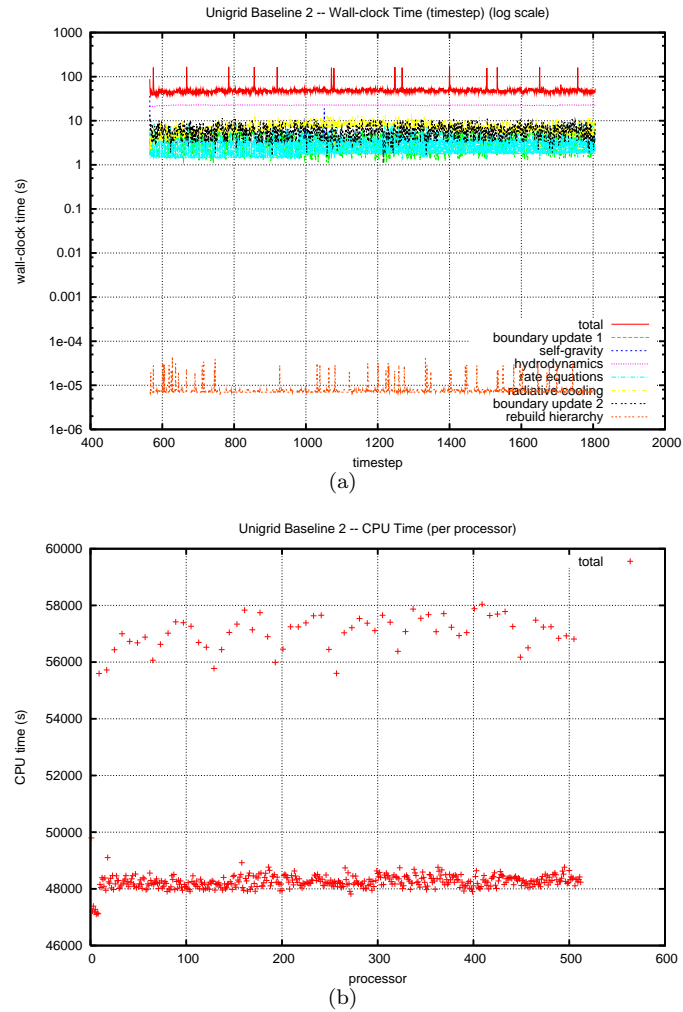 Unigrid Baseline 2 -- Wall-clock Time (timestep) (log scale)
1000
100
10
1
0.1
0.01
0.001
1e-04
1e-05
1e-06
wall-clock time (s)
total
boundary update 1
self-gravity
hydrodynamics
rate equations
radiative cooling
boundary update 2
rebuild hierarchy
400 600 800 1000 1200 1400 1600 1800 2000
timestep
(a)
Unigrid Baseline 2 -- CPU Time (per processor)
60000
58000
56000
54000
52000
50000
48000
46000
CPU time (s)
total
0 100 200 300 400 500 600
processor
(b)